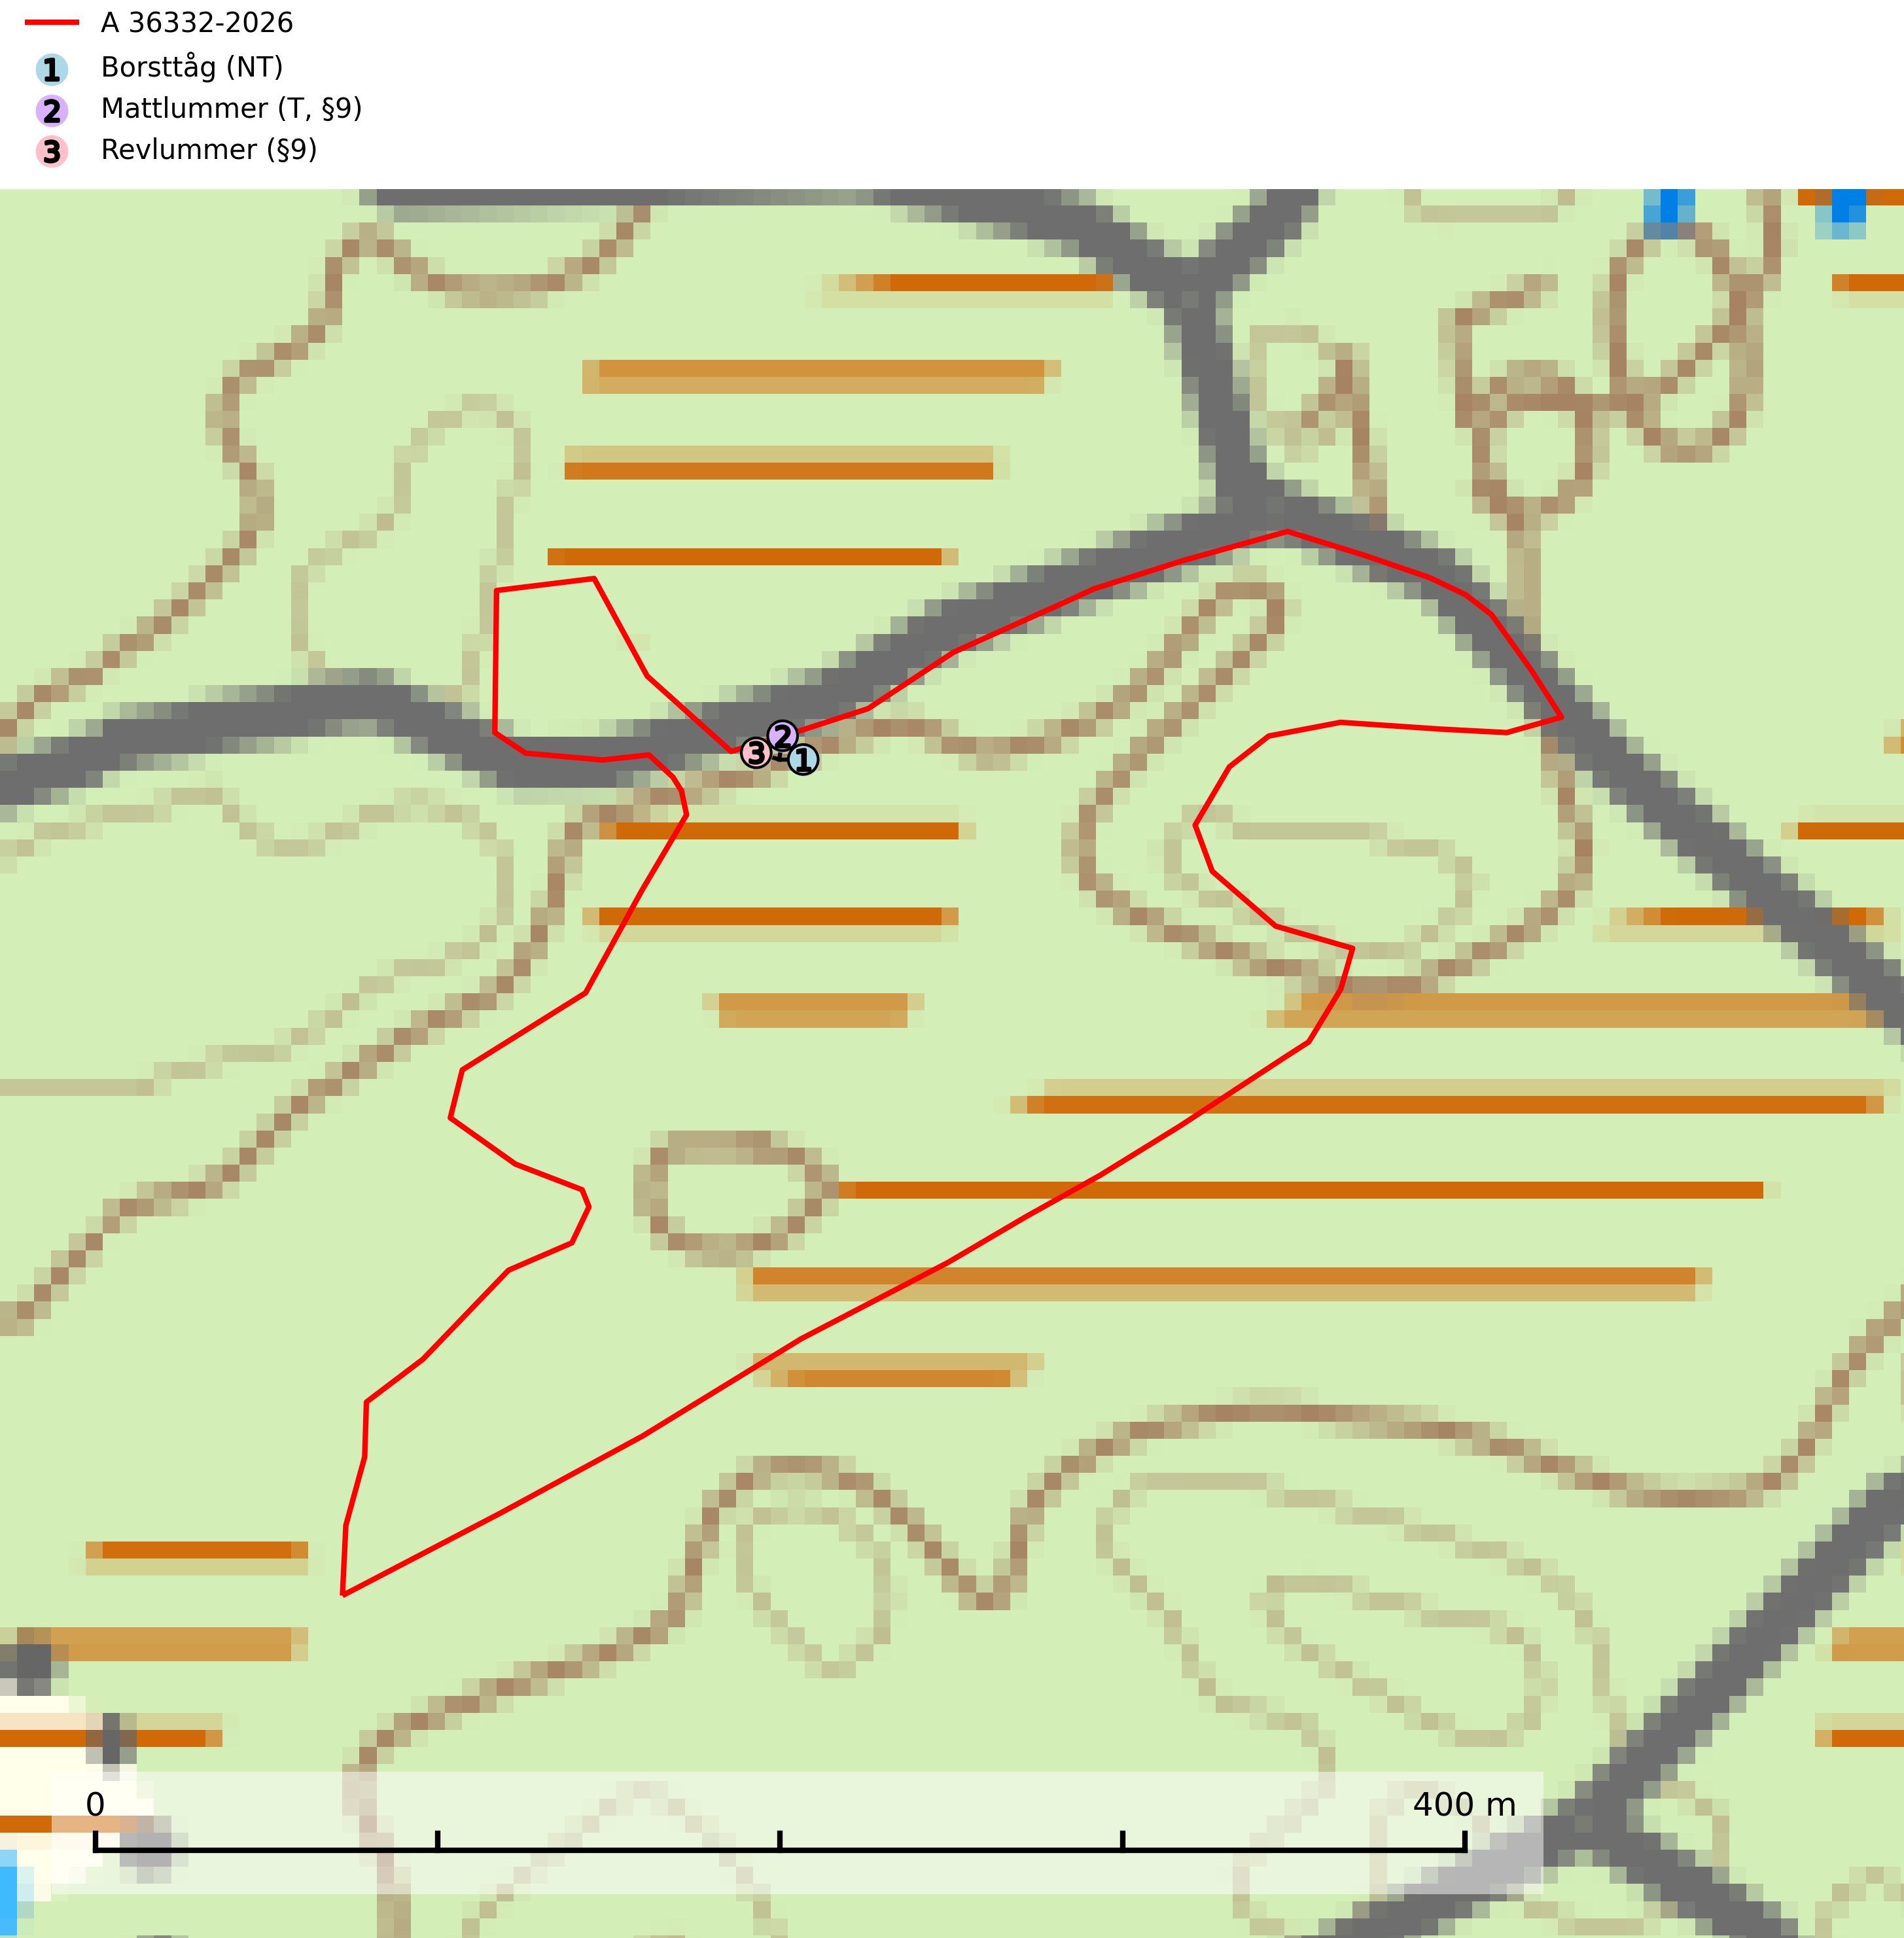 A 36332-2026
1 Borsttåg (NT)
2 Mattlummer (T, §9)
3 Revlummer (§9)
2
3
1
0 400 m